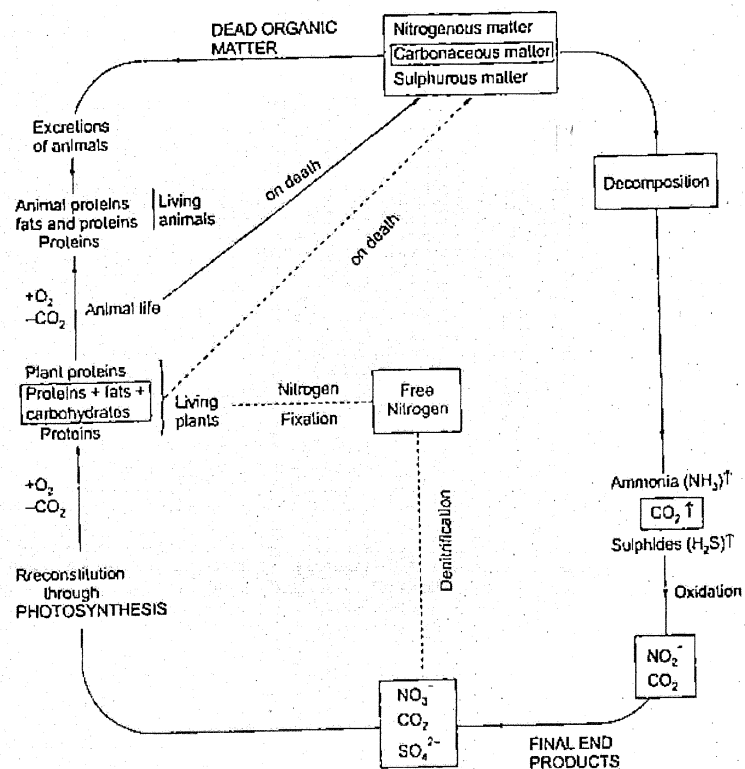 DEAD ORGANIC
MATTER
Nitrogenous matter
Carbonaceous matter
Sulphurous matter
Excretions
of animals
on death
on death
Decomposition
Animal proteins
fats and proteins
Proteins
Living
animals
+O₂
–CO₂
Animal life
Plant proteins
Proteins + fats +
carbohydrates
Proteins
Living
plants
Nitrogen
Fixation
Free
Nitrogen
+O₂
–CO₂
Denitrification
Ammonia (NH₃)↑
CO₂ ↑
Sulphides (H₂S)↑
Oxidation
Rreconstitution
through
PHOTOSYNTHESIS
NO₂⁻
CO₂
NO₃⁻
CO₂
SO₄²⁻
FINAL END
PRODUCTS